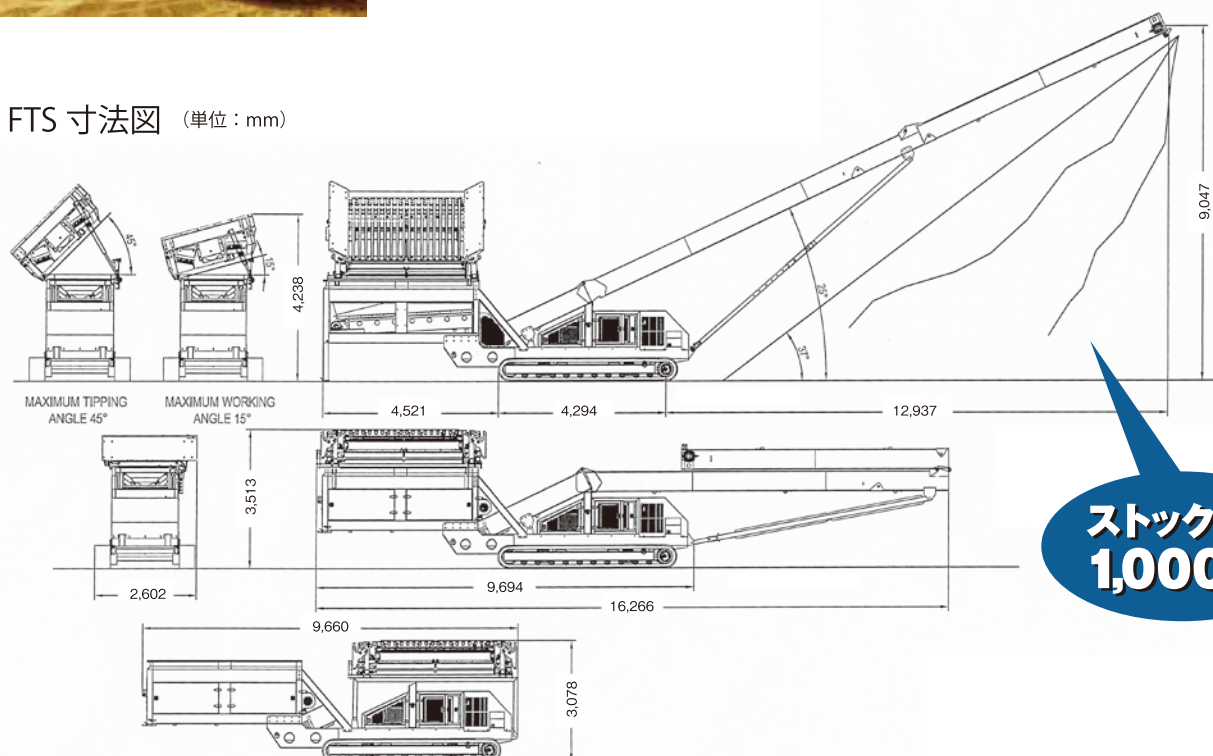 FTS 寸法図 （単位：mm）
45°
15°
4,238
25°
37°
9,047
MAXIMUM TIPPING
ANGLE 45°
MAXIMUM WORKING
ANGLE 15°
4,521
4,294
12,937
3,513
2,602
9,694
16,266
ストック
1,000
9,660
3,078